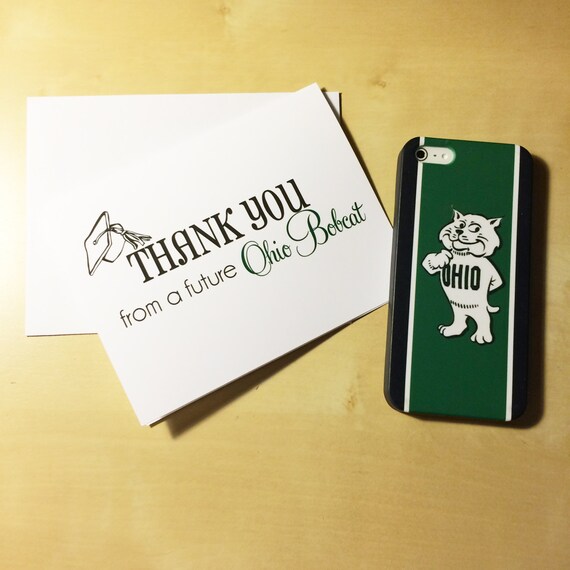 THANK YOU
from a future Ohio Bobcat
OHIO